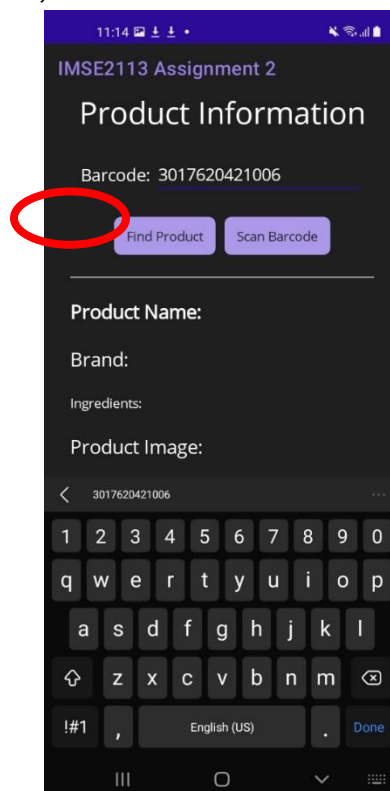 11:14
IMSE2113 Assignment 2
Product Information
Barcode: 3017620421006
Find Product Scan Barcode
Product Name:
Brand:
Ingredients:
Product Image:
3017620421006
1 2 3 4 5 6 7 8 9 0
q w e r t y u i o p
a s d f g h j k l
z x c v b n m
!#1 , English (US) . Done